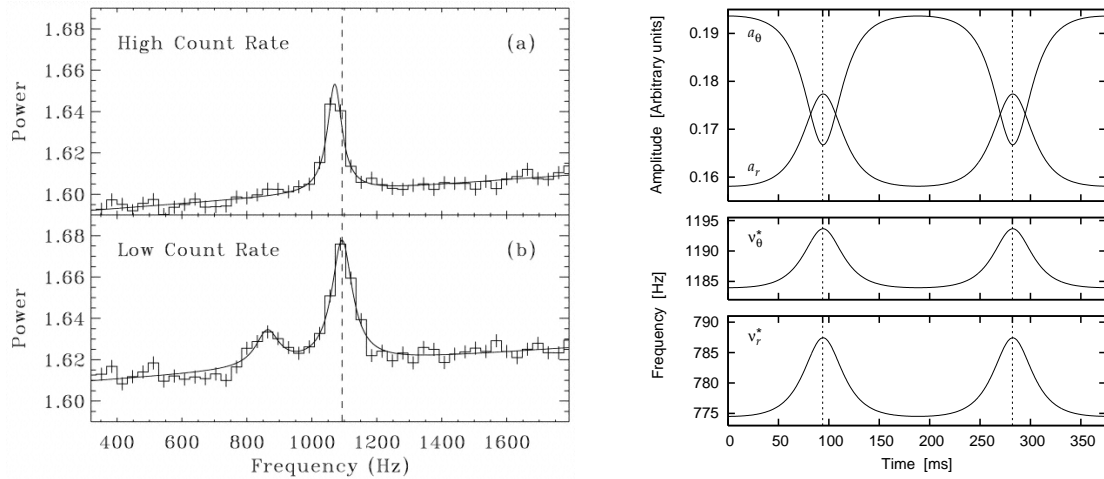 1.68
1.66
1.64
1.62
1.60
Power
High Count Rate
(a)
1.68
1.66
1.64
1.62
1.60
Power
Low Count Rate
(b)
400 600 800 1000 1200 1400 1600
Frequency (Hz)
0.19
0.18
0.17
0.16
Amplitude [Arbitrary units]
aθ
ar
1195
1190
1185
ν*θ
790
785
780
775
Frequency [Hz]
ν*r
0 50 100 150 200 250 300 350
Time [ms]